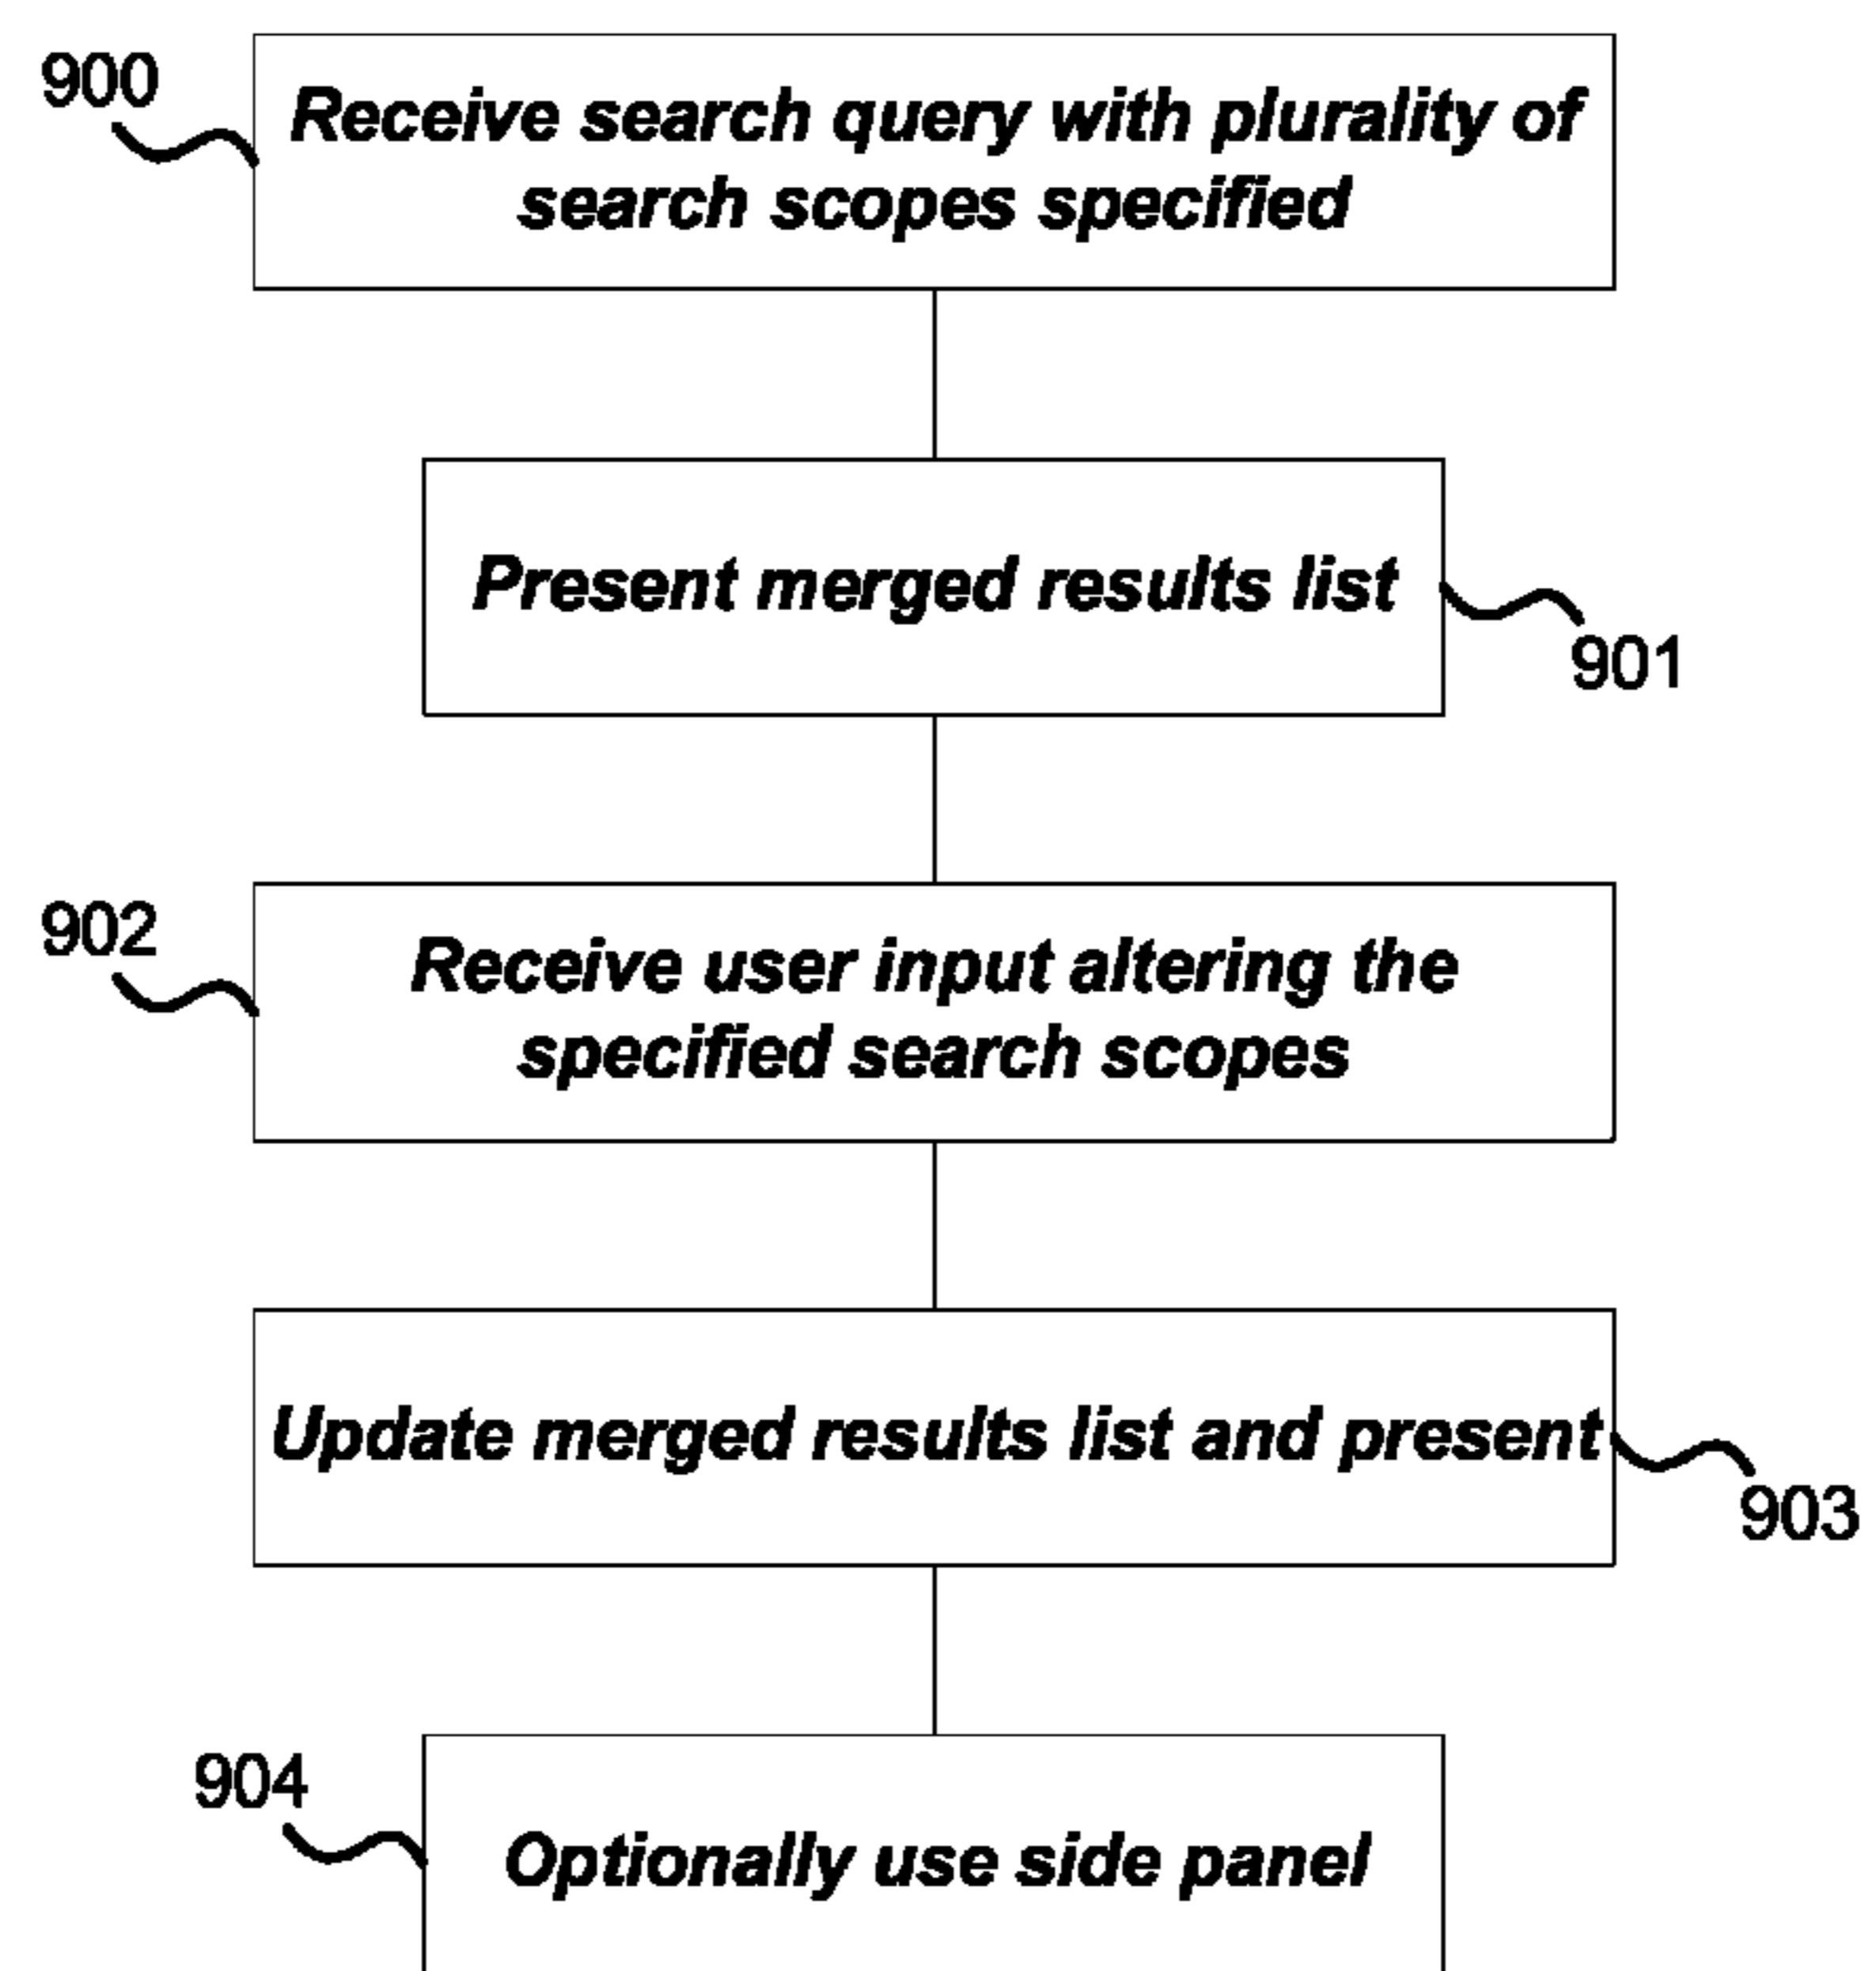 900
Receive search query with plurality of
search scopes specified
Present merged results list
901
902
Receive user input altering the
specified search scopes
Update merged results list and present
903
904
Optionally use side panel